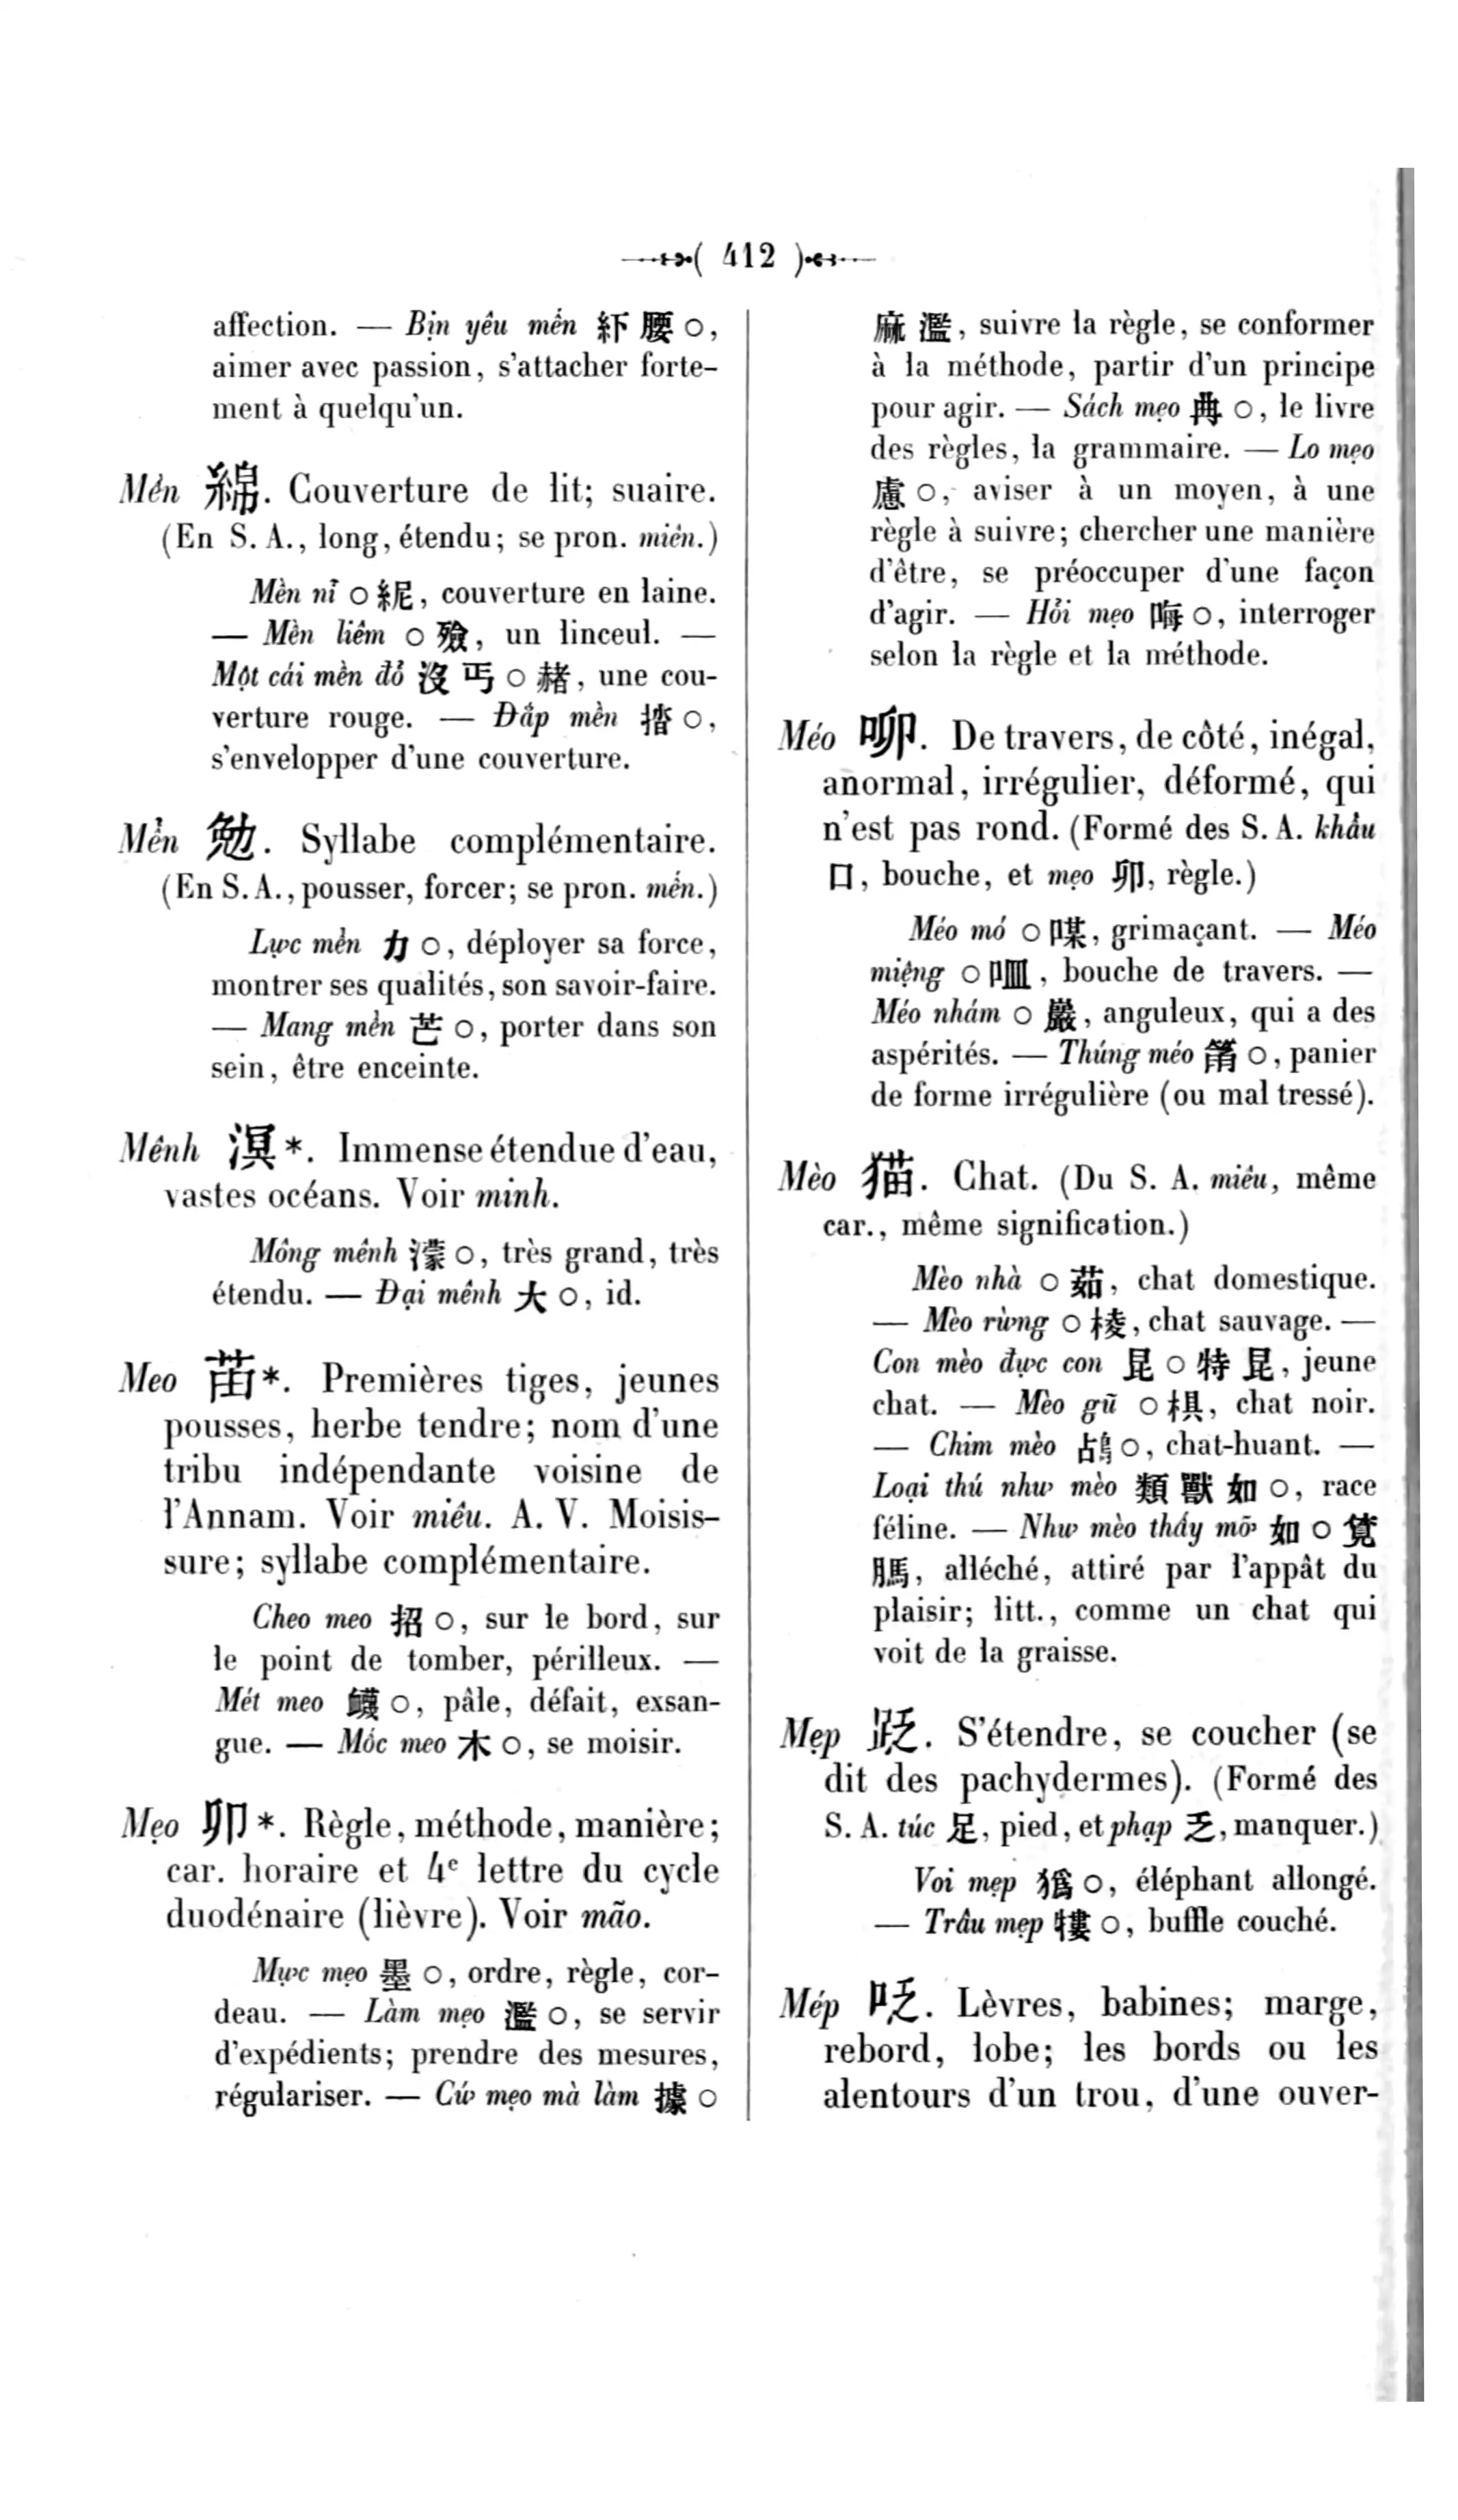 ( 412 )
affection. — Bịn yêu mến 紆 腰 ○,
aimer avec passion, s'attacher forte-
ment à quelqu'un.
Mền 綿. Couverture de lit; suaire.
(En S. A., long, étendu; se pron. miên.)
Mền nỉ ○ 𥿡, couverture en laine.
— Mền liêm ○ 殮, un linceul. —
Một cái mền đỏ 沒 丐 ○ 赭, une cou-
verture rouge. — Đắp mền 搭 ○,
s'envelopper d'une couverture.
Mển 勉. Syllabe complémentaire.
(En S. A., pousser, forcer; se pron. mến.)
Lực mển 力 ○, déployer sa force,
montrer ses qualités, son savoir-faire.
— Mang mển 芒 ○, porter dans son
sein, être enceinte.
Mênh 溟*. Immense étendue d'eau,
vastes océans. Voir minh.
Mông mênh 濛 ○, très grand, très
étendu. — Đại mênh 大 ○, id.
Meo 苗*. Premières tiges, jeunes
pousses, herbe tendre; nom d'une
tribu indépendante voisine de
l'Annam. Voir miêu. A. V. Moisis-
sure; syllabe complémentaire.
Cheo meo 招 ○, sur le bord, sur
le point de tomber, périlleux. —
Mét meo ○, pâle, défait, exsan-
gue. — Mốc meo 木 ○, se moisir.
Mẹo 卯*. Règle, méthode, manière;
car. horaire et 4e lettre du cycle
duodénaire (lièvre). Voir mão.
Mực mẹo 墨 ○, ordre, règle, cor-
deau. — Làm mẹo 濫 ○, se servir
d'expédients; prendre des mesures,
régulariser. — Cứ mẹo mà làm 據 ○
麻 濫, suivre la règle, se conformer
à la méthode, partir d'un principe
pour agir. — Sách mẹo 冊 ○, le livre
des règles, la grammaire. — Lo mẹo
慮 ○, aviser à un moyen, à une
règle à suivre; chercher une manière
d'être, se préoccuper d'une façon
d'agir. — Hỏi mẹo 晦 ○, interroger
selon la règle et la méthode.
Méo 喞. De travers, de côté, inégal,
anormal, irrégulier, déformé, qui
n'est pas rond. (Formé des S. A. khẩu
口, bouche, et mẹo 卯, règle.)
Méo mó ○ 㖼, grimaçant. — Méo
miệng ○ 𠰘, bouche de travers. —
Méo nhám ○ 巖, anguleux, qui a des
aspérités. — Thúng méo 筩 ○, panier
de forme irrégulière (ou mal tressé).
Mèo 猫. Chat. (Du S. A. miêu, même
car., même signification.)
Mèo nhà ○ 茹, chat domestique.
— Mèo rừng ○ 棱, chat sauvage. —
Con mèo đực con 昆 ○ 特 昆, jeune
chat. — Mèo gũ ○ 椇, chat noir.
— Chim mèo 鴣 ○, chat-huant. —
Loại thú như mèo 類 獸 如 ○, race
féline. — Như mèo thấy mỡ 如 ○ 覓
𦟐, alléché, attiré par l'appât du
plaisir; litt., comme un chat qui
voit de la graisse.
Mẹp 𧿳. S'étendre, se coucher (se
dit des pachydermes). (Formé des
S. A. túc 足, pied, et phạp 乏, manquer.)
Voi mẹp ○, éléphant allongé.
— Trâu mẹp ○, buffle couché.
Mép 𠰏. Lèvres, babines; marge,
rebord, lobe; les bords ou les
alentours d'un trou, d'une ouver-